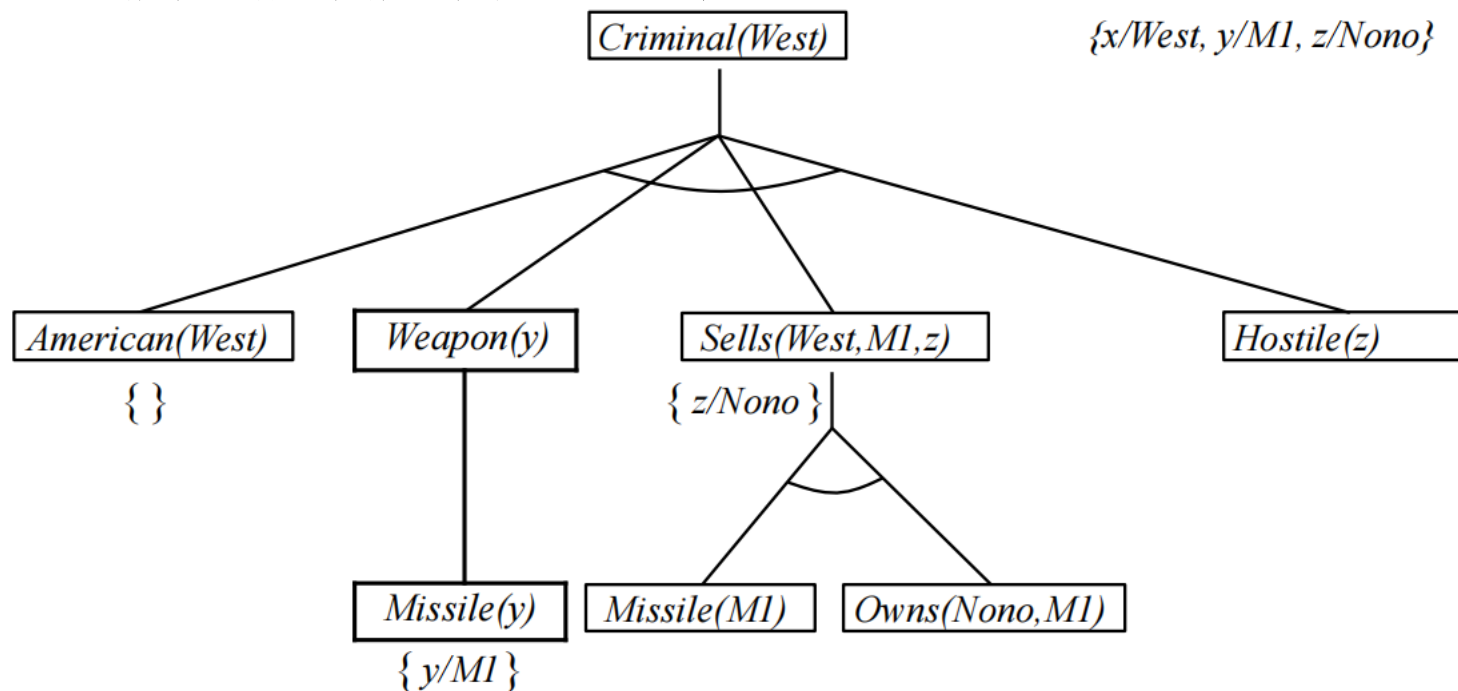 Criminal(West)
{x/West, y/M1, z/Nono}
American(West)
Weapon(y)
Sells(West,M1,z)
Hostile(z)
{ }
{ z/Nono }
Missile(y)
Missile(M1)
Owns(Nono,M1)
{ y/M1 }